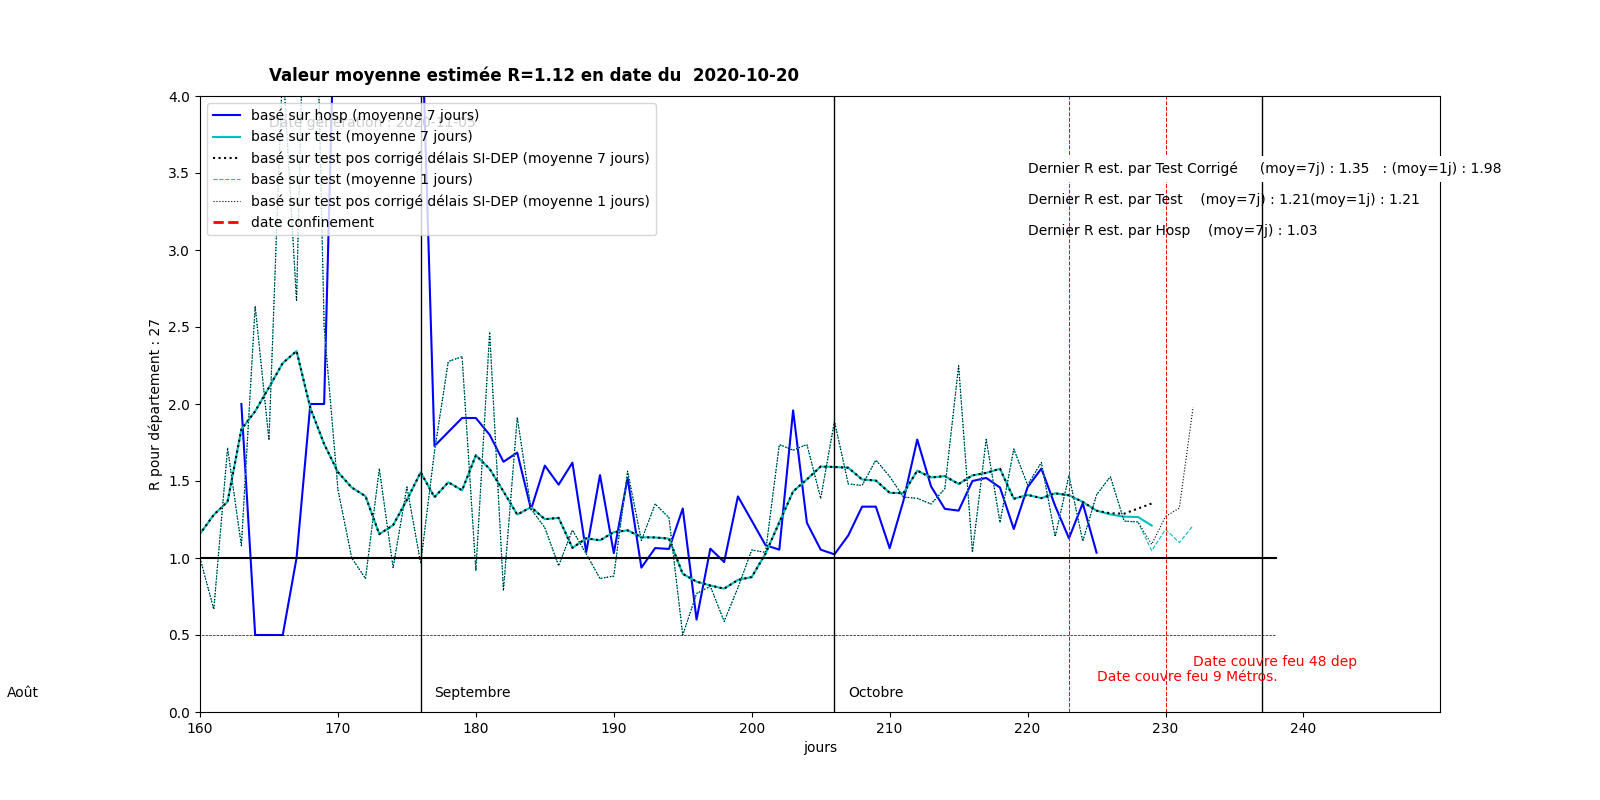 Valeur moyenne estimée R=1.12 en date du  2020-10-20
Date génération : 2020-11-05
basé sur hosp (moyenne 7 jours)
basé sur test (moyenne 7 jours)
basé sur test pos corrigé délais SI-DEP (moyenne 7 jours)
basé sur test (moyenne 1 jours)
basé sur test pos corrigé délais SI-DEP (moyenne 1 jours)
date confinement
Dernier R est. par Test Corrigé     (moy=7j) : 1.35   : (moy=1j) : 1.98
Dernier R est. par Test    (moy=7j) : 1.21(moy=1j) : 1.21
Dernier R est. par Hosp    (moy=7j) : 1.03
4.0
3.5
3.0
2.5
2.0
1.5
1.0
0.5
0.0
R pour département : 27
Date couvre feu 48 dep
Date couvre feu 9 Métros.
Août
Septembre
Octobre
160 170 180 190 200 210 220 230 240
jours